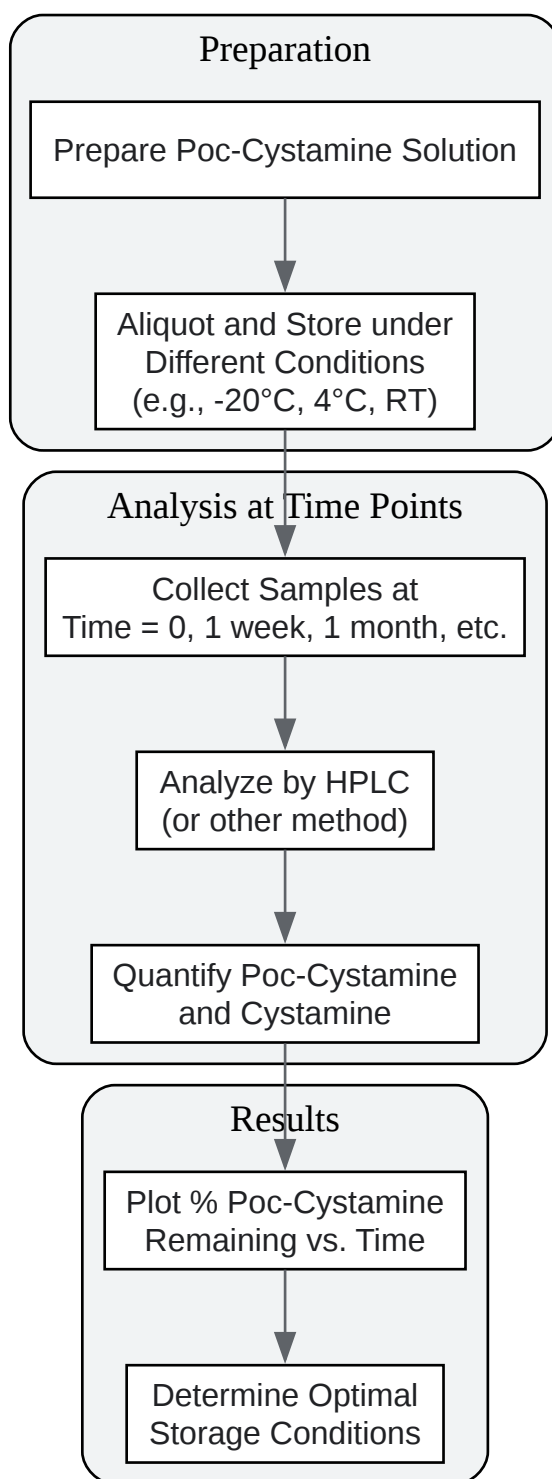 Preparation
Prepare Poc-Cystamine Solution
Aliquot and Store under
Different Conditions
(e.g., -20°C, 4°C, RT)
Analysis at Time Points
Collect Samples at
Time = 0, 1 week, 1 month, etc.
Analyze by HPLC
(or other method)
Quantify Poc-Cystamine
and Cystamine
Results
Plot % Poc-Cystamine
Remaining vs. Time
Determine Optimal
Storage Conditions